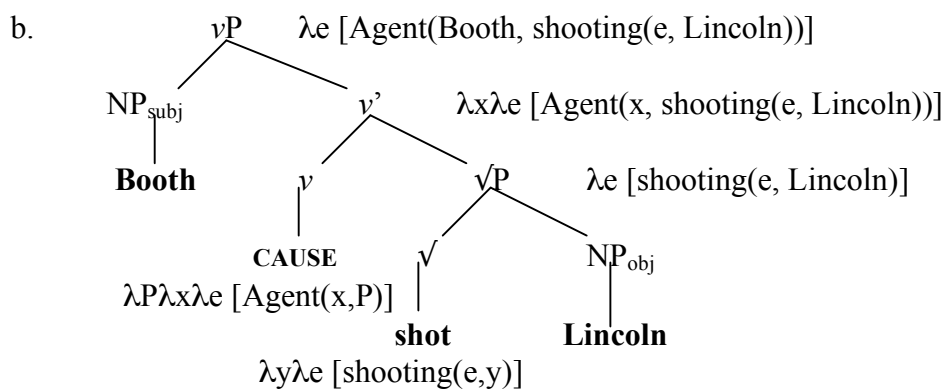 b. vP λe [Agent(Booth, shooting(e, Lincoln))]
NPsubj v’ λxλe [Agent(x, shooting(e, Lincoln))]
Booth v √P λe [shooting(e, Lincoln)]
CAUSE √ NPobj
λPλxλe [Agent(x,P)]
shot Lincoln
λyλe [shooting(e,y)]